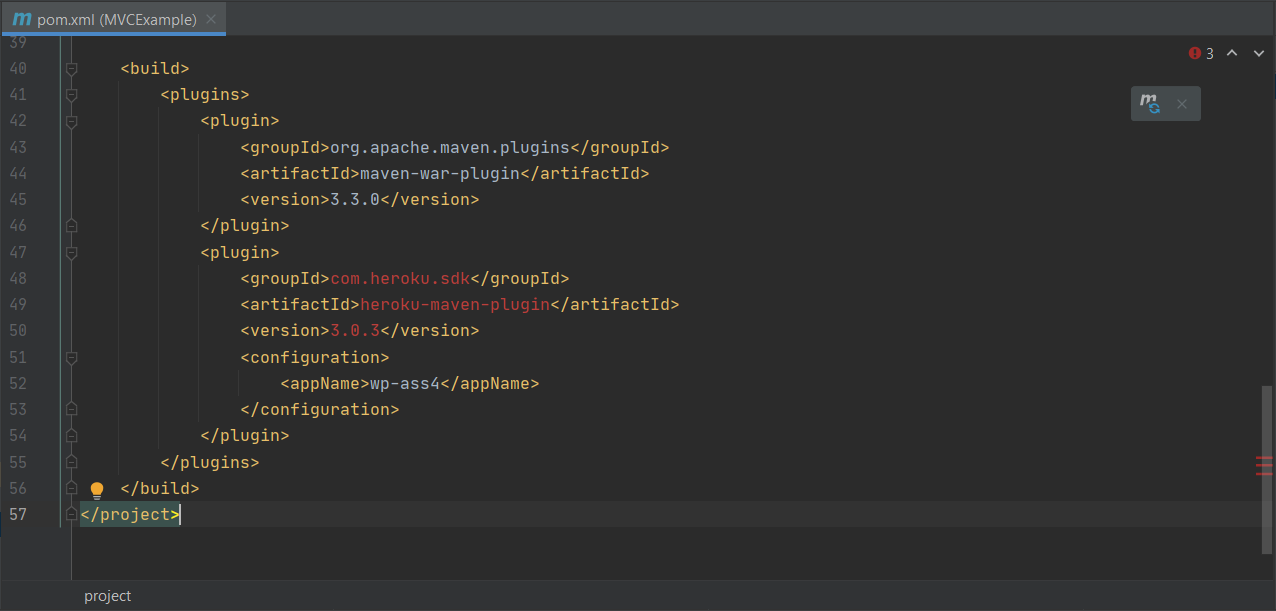 m pom.xml (MVCExample)
3
39
40 <build>
41 <plugins>
42 <plugin>
43 <groupId>org.apache.maven.plugins</groupId>
44 <artifactId>maven-war-plugin</artifactId>
45 <version>3.3.0</version>
46 </plugin>
47 <plugin>
48 <groupId>com.heroku.sdk</groupId>
49 <artifactId>heroku-maven-plugin</artifactId>
50 <version>3.0.3</version>
51 <configuration>
52 <appName>wp-ass4</appName>
53 </configuration>
54 </plugin>
55 </plugins>
56 </build>
57 </project>
m
project